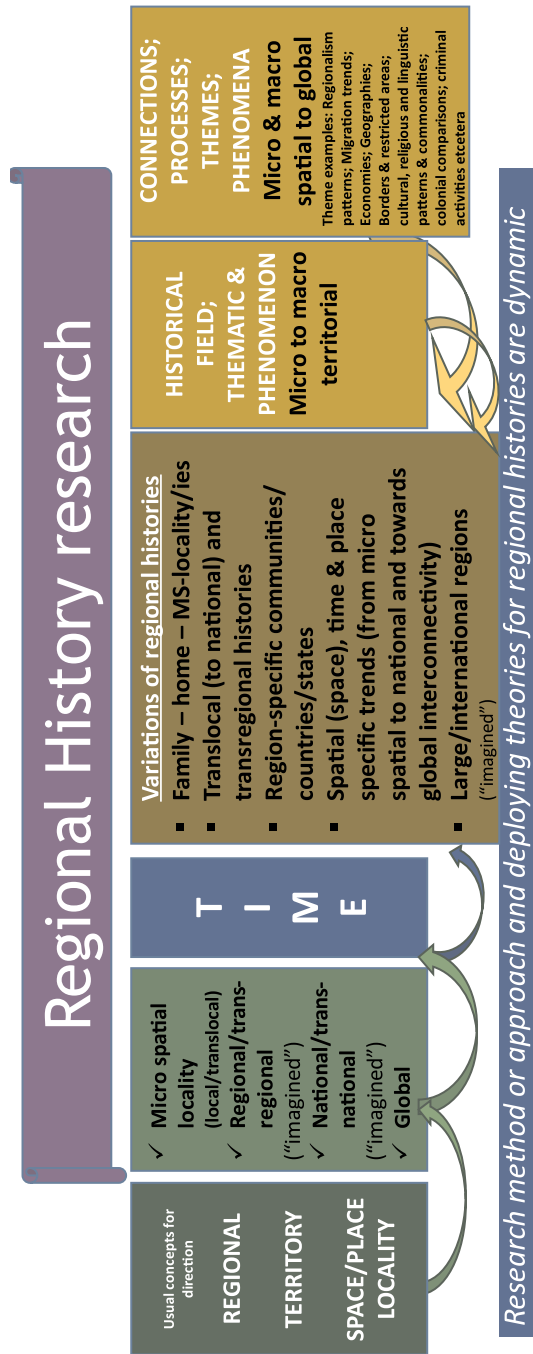 Regional History research
Usual concepts for
direction
REGIONAL
TERRITORY
SPACE/PLACE
LOCALITY
✓ Micro spatial
locality
(local/translocal)
✓ Regional/trans-
regional
(“imagined”)
✓ National/trans-
national
(“imagined”)
✓ Global
T
I
M
E
Variations of regional histories
▪ Family – home – MS-locality/ies
▪ Translocal (to national) and
transregional histories
▪ Region-specific communities/
countries/states
▪ Spatial (space), time & place
specific trends (from micro
spatial to national and towards
global interconnectivity)
▪ Large/international regions
(“imagined”)
HISTORICAL
FIELD;
THEMATIC &
PHENOMENON
Micro to macro
territorial
CONNECTIONS;
PROCESSES;
THEMES;
PHENOMENA
Micro & macro
spatial to global
Theme examples: Regionalism
patterns; Migration trends;
Economies; Geographies;
Borders & restricted areas;
cultural, religious and linguistic
patterns & commonalities;
colonial comparisons; criminal
activities etcetera
Research method or approach and deploying theories for regional histories are dynamic